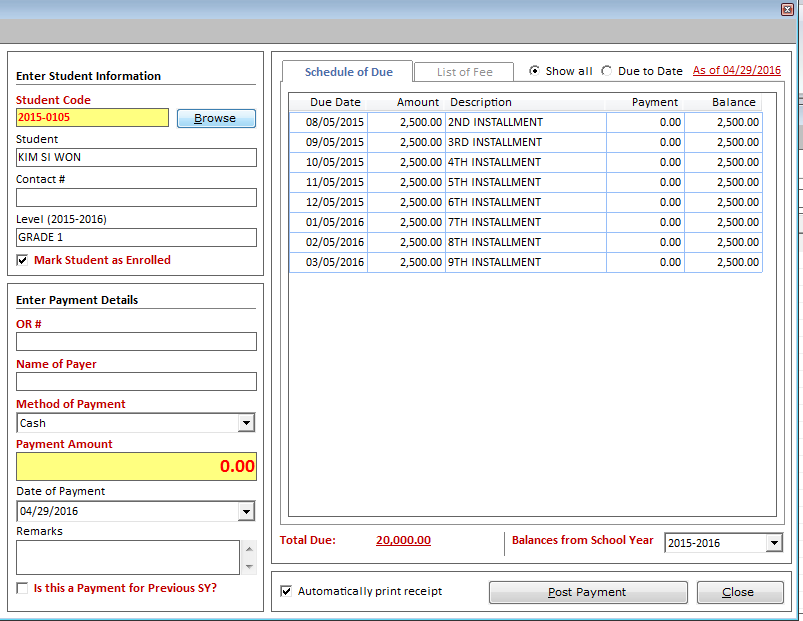 Enter Student Information
Student Code
2015-0105 Browse
Student
KIM SI WON
Contact #
Level (2015-2016)
GRADE 1
Mark Student as Enrolled
Enter Payment Details
OR #
Name of Payer
Method of Payment
Cash
Payment Amount
0.00
Date of Payment
04/29/2016
Remarks
Is this a Payment for Previous SY?
Schedule of Due List of Fee Show all Due to Date As of 04/29/2016
Due Date Amount Description Payment Balance
08/05/2015 2,500.00 2ND INSTALLMENT 0.00 2,500.00
09/05/2015 2,500.00 3RD INSTALLMENT 0.00 2,500.00
10/05/2015 2,500.00 4TH INSTALLMENT 0.00 2,500.00
11/05/2015 2,500.00 5TH INSTALLMENT 0.00 2,500.00
12/05/2015 2,500.00 6TH INSTALLMENT 0.00 2,500.00
01/05/2016 2,500.00 7TH INSTALLMENT 0.00 2,500.00
02/05/2016 2,500.00 8TH INSTALLMENT 0.00 2,500.00
03/05/2016 2,500.00 9TH INSTALLMENT 0.00 2,500.00
Total Due: 20,000.00 Balances from School Year 2015-2016
Automatically print receipt Post Payment Close